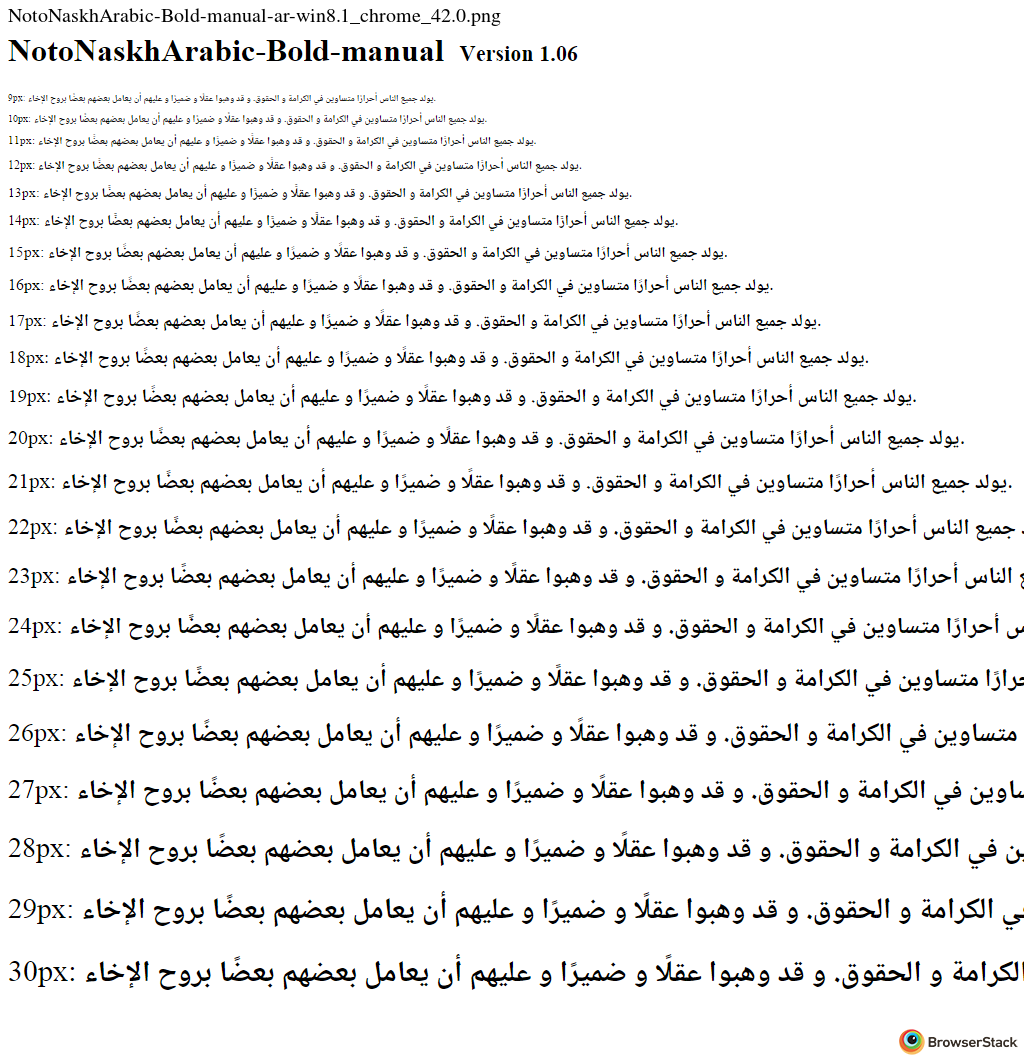 NotoNaskhArabic-Bold-manual-ar-win8.1_chrome_42.0.png
NotoNaskhArabic-Bold-manual Version 1.06
9px: يولد جميع الناس أحرارًا متساوين في الكرامة و الحقوق. و قد وهبوا عقلًا و ضميرًا و عليهم أن يعامل بعضهم بعضًا بروح الإخاء.
10px: يولد جميع الناس أحرارًا متساوين في الكرامة و الحقوق. و قد وهبوا عقلًا و ضميرًا و عليهم أن يعامل بعضهم بعضًا بروح الإخاء.
11px: يولد جميع الناس أحرارًا متساوين في الكرامة و الحقوق. و قد وهبوا عقلًا و ضميرًا و عليهم أن يعامل بعضهم بعضًا بروح الإخاء.
12px: يولد جميع الناس أحرارًا متساوين في الكرامة و الحقوق. و قد وهبوا عقلًا و ضميرًا و عليهم أن يعامل بعضهم بعضًا بروح الإخاء.
13px: يولد جميع الناس أحرارًا متساوين في الكرامة و الحقوق. و قد وهبوا عقلًا و ضميرًا و عليهم أن يعامل بعضهم بعضًا بروح الإخاء.
14px: يولد جميع الناس أحرارًا متساوين في الكرامة و الحقوق. و قد وهبوا عقلًا و ضميرًا و عليهم أن يعامل بعضهم بعضًا بروح الإخاء.
15px: يولد جميع الناس أحرارًا متساوين في الكرامة و الحقوق. و قد وهبوا عقلًا و ضميرًا و عليهم أن يعامل بعضهم بعضًا بروح الإخاء.
16px: يولد جميع الناس أحرارًا متساوين في الكرامة و الحقوق. و قد وهبوا عقلًا و ضميرًا و عليهم أن يعامل بعضهم بعضًا بروح الإخاء.
17px: يولد جميع الناس أحرارًا متساوين في الكرامة و الحقوق. و قد وهبوا عقلًا و ضميرًا و عليهم أن يعامل بعضهم بعضًا بروح الإخاء.
18px: يولد جميع الناس أحرارًا متساوين في الكرامة و الحقوق. و قد وهبوا عقلًا و ضميرًا و عليهم أن يعامل بعضهم بعضًا بروح الإخاء.
19px: يولد جميع الناس أحرارًا متساوين في الكرامة و الحقوق. و قد وهبوا عقلًا و ضميرًا و عليهم أن يعامل بعضهم بعضًا بروح الإخاء.
20px: يولد جميع الناس أحرارًا متساوين في الكرامة و الحقوق. و قد وهبوا عقلًا و ضميرًا و عليهم أن يعامل بعضهم بعضًا بروح الإخاء.
21px: يولد جميع الناس أحرارًا متساوين في الكرامة و الحقوق. و قد وهبوا عقلًا و ضميرًا و عليهم أن يعامل بعضهم بعضًا بروح الإخاء.
22px: جميع الناس أحرارًا متساوين في الكرامة و الحقوق. و قد وهبوا عقلًا و ضميرًا و عليهم أن يعامل بعضهم بعضًا بروح الإخاء
23px: الناس أحرارًا متساوين في الكرامة و الحقوق. و قد وهبوا عقلًا و ضميرًا و عليهم أن يعامل بعضهم بعضًا بروح الإخاء
24px: أحرارًا متساوين في الكرامة و الحقوق. و قد وهبوا عقلًا و ضميرًا و عليهم أن يعامل بعضهم بعضًا بروح الإخاء
25px: متساوين في الكرامة و الحقوق. و قد وهبوا عقلًا و ضميرًا و عليهم أن يعامل بعضهم بعضًا بروح الإخاء
26px: متساوين في الكرامة و الحقوق. و قد وهبوا عقلًا و ضميرًا و عليهم أن يعامل بعضهم بعضًا بروح الإخاء
27px: في الكرامة و الحقوق. و قد وهبوا عقلًا و ضميرًا و عليهم أن يعامل بعضهم بعضًا بروح الإخاء
28px: في الكرامة و الحقوق. و قد وهبوا عقلًا و ضميرًا و عليهم أن يعامل بعضهم بعضًا بروح الإخاء
29px: الكرامة و الحقوق. و قد وهبوا عقلًا و ضميرًا و عليهم أن يعامل بعضهم بعضًا بروح الإخاء
30px: الكرامة و الحقوق. و قد وهبوا عقلًا و ضميرًا و عليهم أن يعامل بعضهم بعضًا بروح الإخاء
BrowserStack